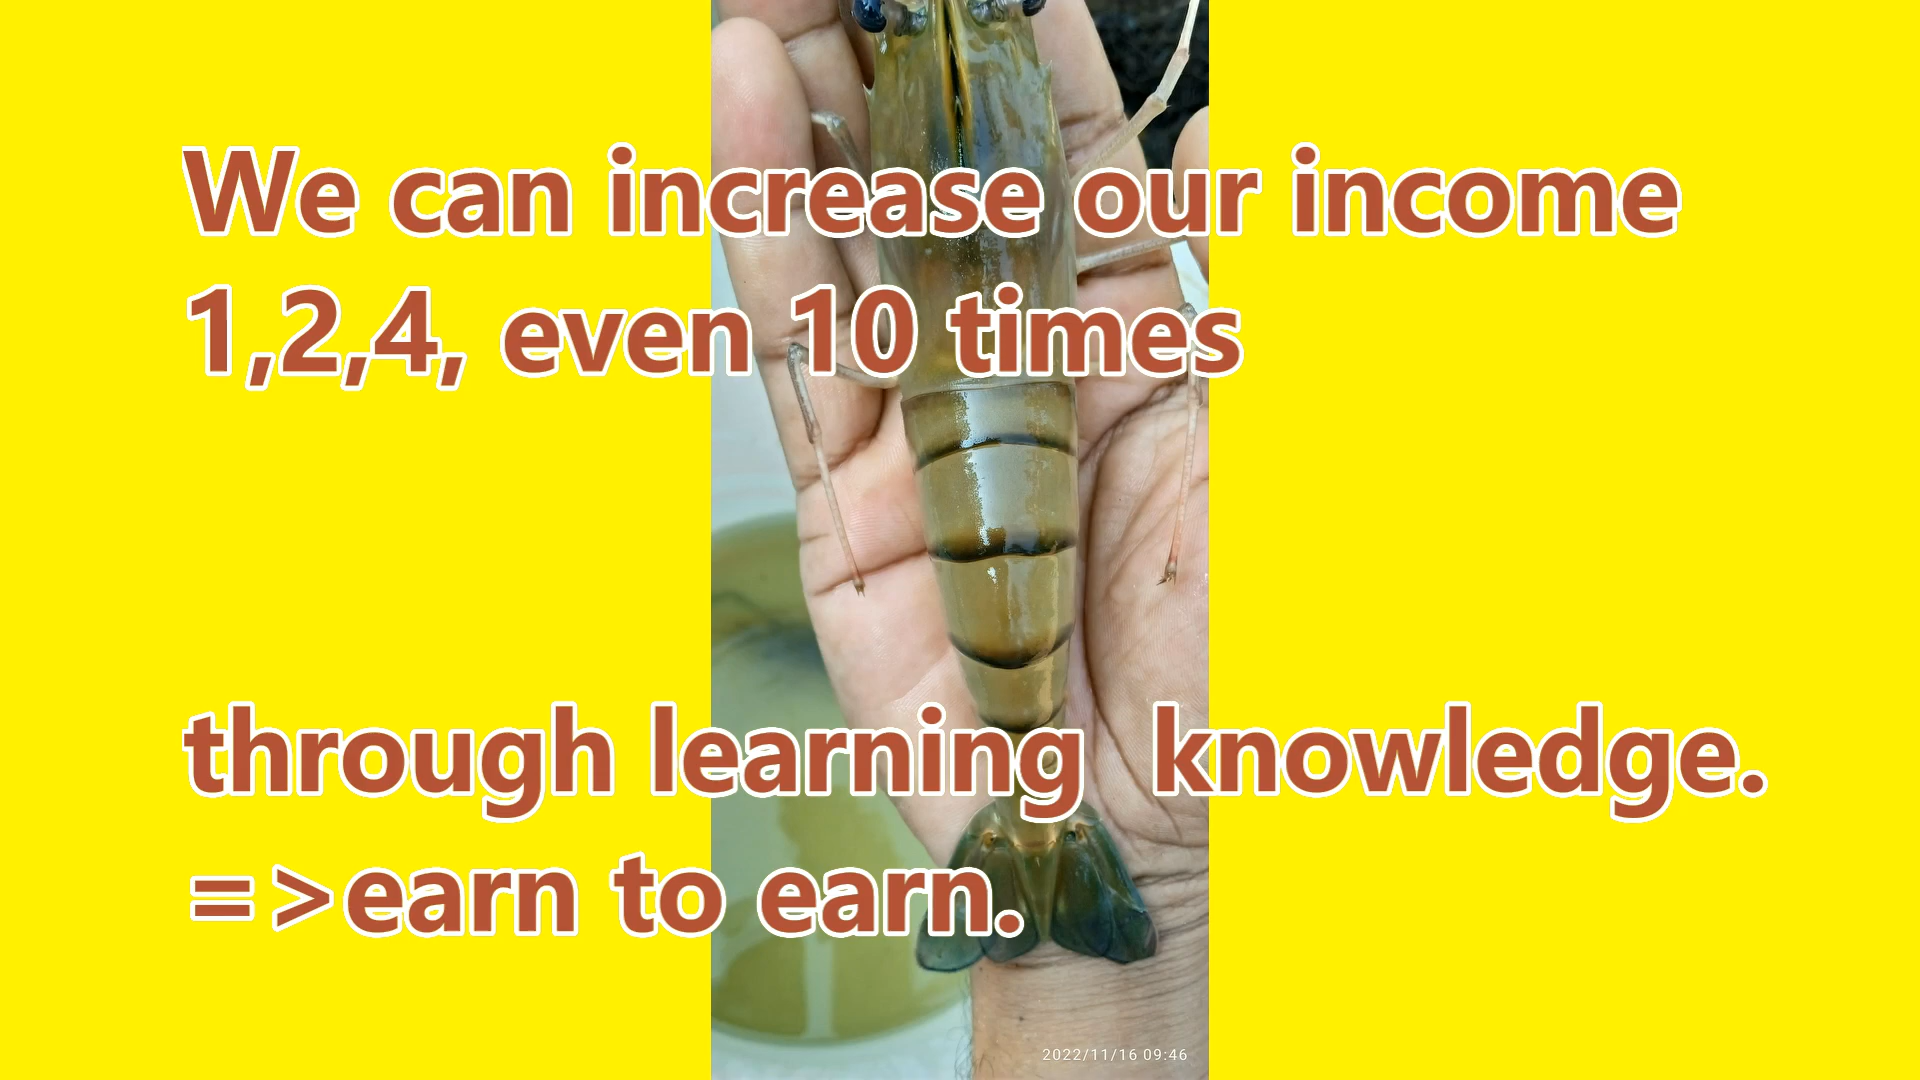 We can increase our income
1,2,4, even 10 times
through learning  knowledge.
=>earn to earn.
2022/11/16 09:46